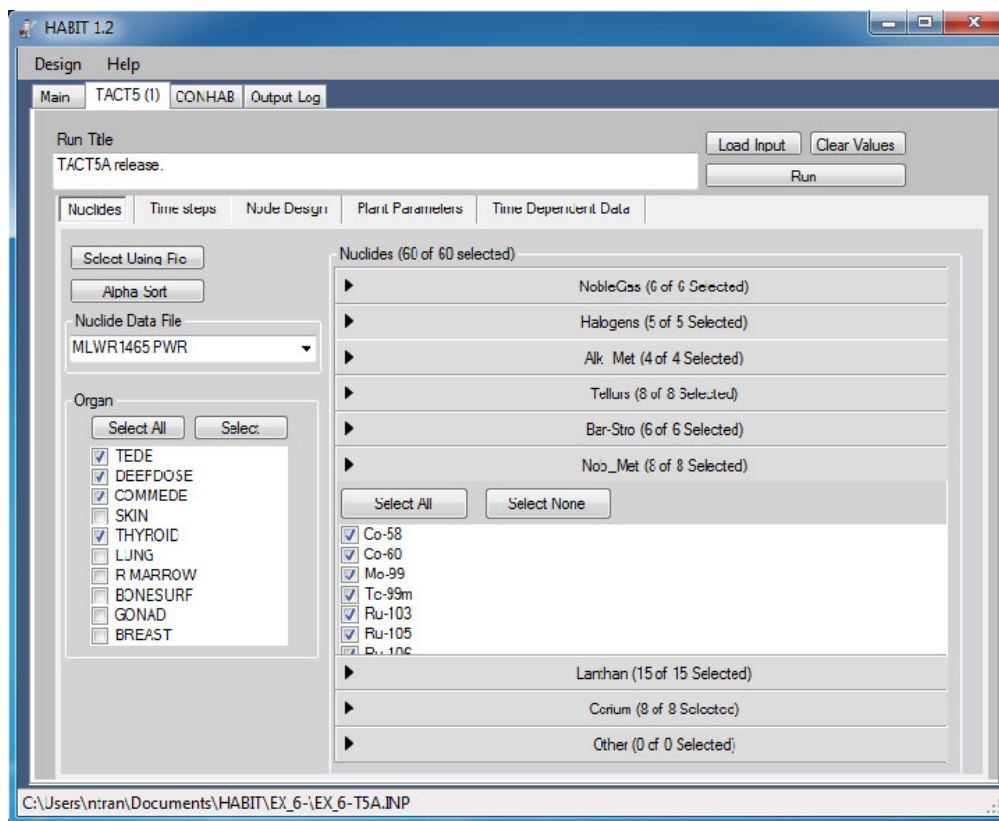 HABIT 1.2
Design Help
Main TACT5 (1) CONHAB Output Log
Run Title
Load Input Clear Values
TACT5A release.
Run
Nuclides Time steps Node Design Plant Parameters Time Dependent Data
Select Using File
Nuclides (60 of 60 selected)
Alpha Sort
NobleGas (6 of 6 Selected)
Nuclide Data File
Halogens (5 of 5 Selected)
MLWR1465 PWR
Alk_Met (4 of 4 Selected)
Organ
Tellurs (8 of 8 Selected)
Select All Select
Bar-Stro (6 of 6 Selected)
TEDE
Nob_Met (8 of 8 Selected)
DEEFDOSE
COMMEDE
Select All Select None
SKIN
THYROID
Co-58
LUNG
Co-60
R MARROW
Mo-99
BONESURF
Tc-99m
GONAD
Ru-103
BREAST
Ru-105
Ru-106
Lanthan (15 of 15 Selected)
Cerium (8 of 8 Selected)
Other (0 of 0 Selected)
C:\Users\ntran\Documents\HABIT\EX_6-\EX_6-T5A.INP